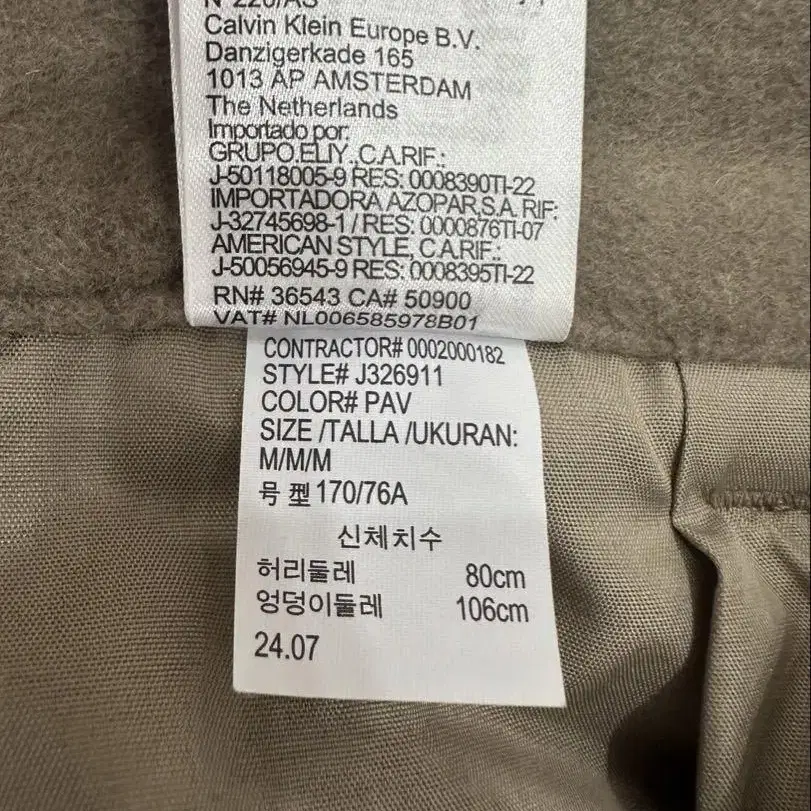 Calvin Klein Europe B.V.
Danzigerkade 165
1013 AP AMSTERDAM
The Netherlands
Importado por:
GRUPO.ELIY.,C.A.RIF.:
J-50118005-9 RES: 0008390TI-22
IMPORTADORA AZOPAR,S.A. RIF:
J-32745698-1 / RES: 0000876TI-07
AMERICAN STYLE, C.A.RIF.:
J-50056945-9 RES: 0008395TI-22
RN# 36543 CA# 50900
VAT# NL006585978B01
CONTRACTOR# 0002000182
STYLE# J326911
COLOR# PAV
SIZE /TALLA /UKURAN:
M/M/M
号 型 170/76A
신체치수
허리둘레 80cm
엉덩이둘레 106cm
24.07